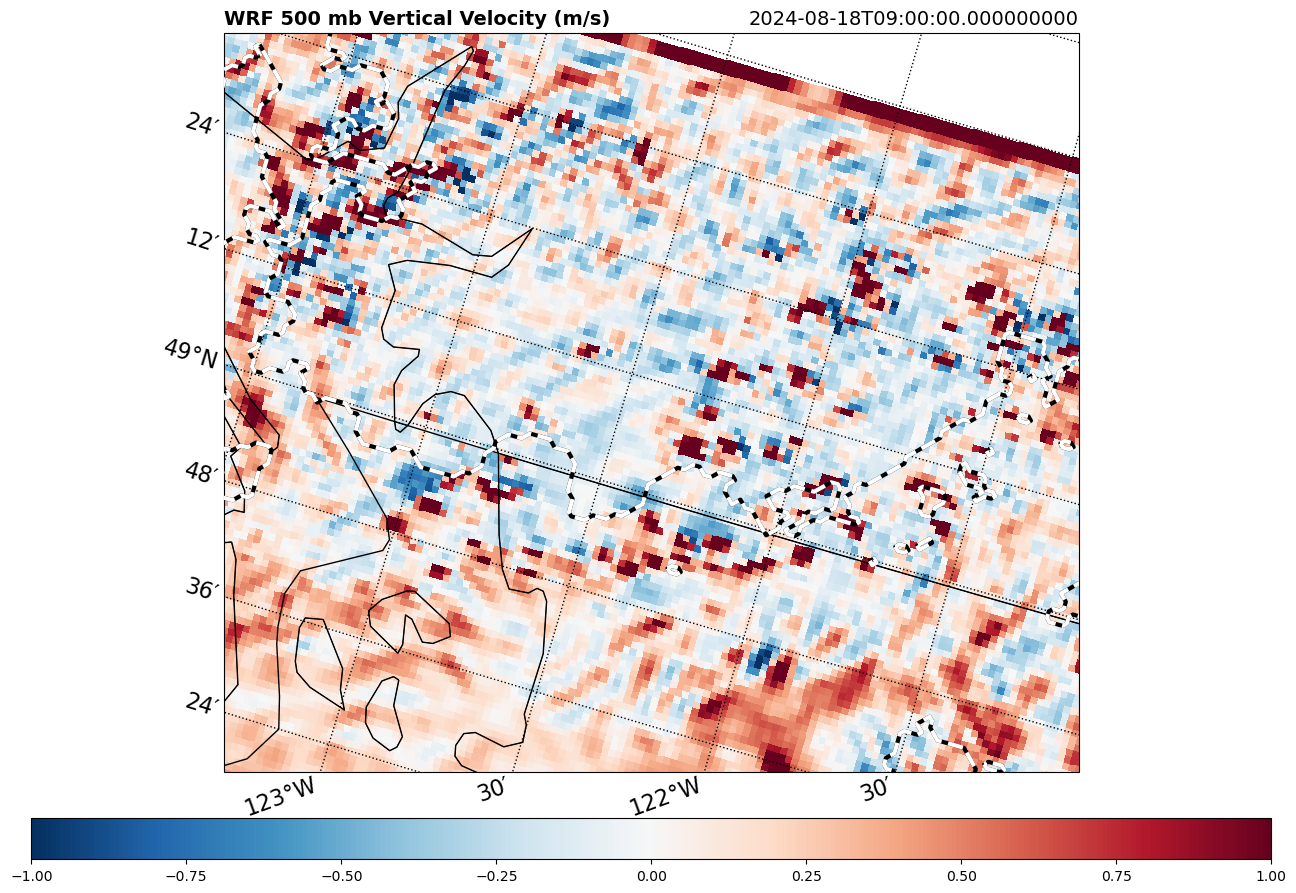 WRF 500 mb Vertical Velocity (m/s) 2024-08-18T09:00:00.000000000
24′
12′
49°N
48′
36′
24′
123°W 30′ 122°W 30′
−1.00 −0.75 −0.50 −0.25 0.00 0.25 0.50 0.75 1.00